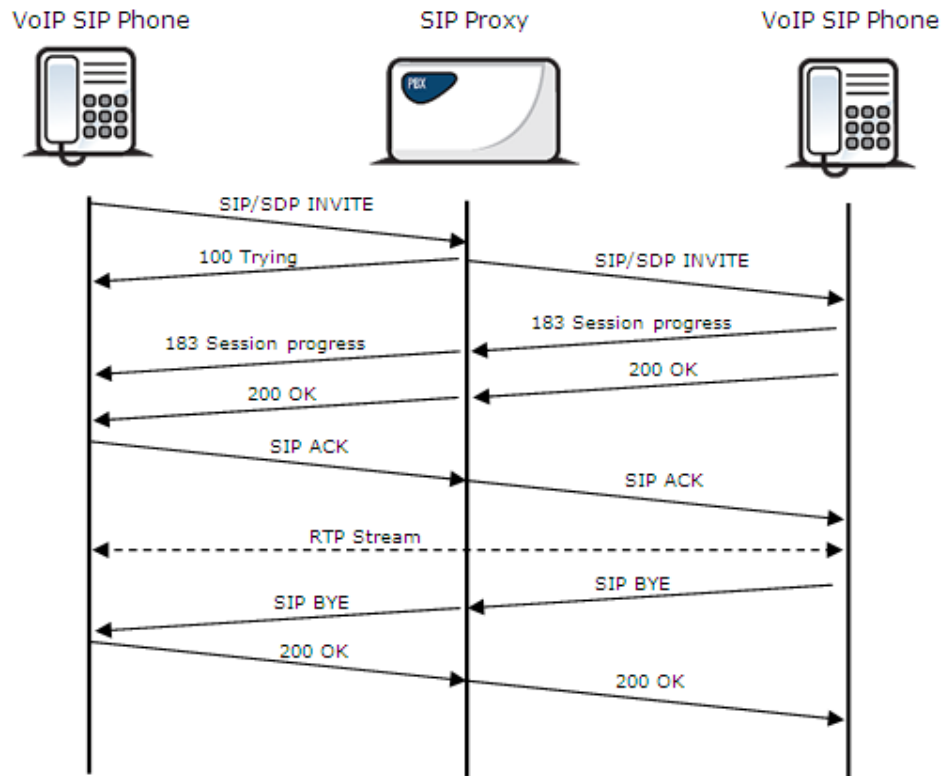 VoIP SIP Phone
SIP Proxy
VoIP SIP Phone
PBX
SIP/SDP INVITE
100 Trying
SIP/SDP INVITE
183 Session progress
183 Session progress
200 OK
200 OK
SIP ACK
SIP ACK
RTP Stream
SIP BYE
SIP BYE
200 OK
200 OK